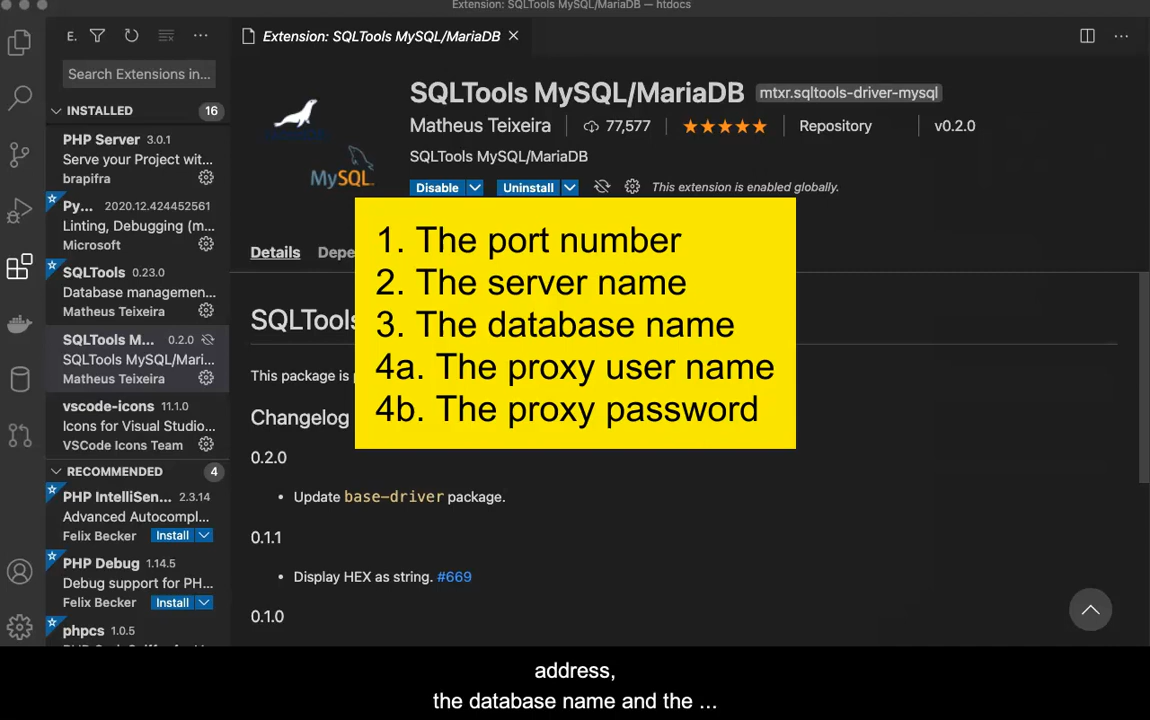 Extension: SQLTools MySQL/MariaDB — htdocs
E.
Extension: SQLTools MySQL/MariaDB
Search Extensions in...
INSTALLED 16
PHP Server 3.0.1
Serve your Project wit...
brapifra
Py... 2020.12.424452561
Linting, Debugging (m...
Microsoft
SQLTools 0.23.0
Database managemen...
Matheus Teixeira
SQLTools M... 0.2.0
SQLTools MySQL/Mari...
Matheus Teixeira
vscode-icons 11.1.0
Icons for Visual Studio...
VSCode Icons Team
RECOMMENDED 4
PHP IntelliSen... 2.3.14
Advanced Autocompl...
Felix Becker Install
PHP Debug 1.14.5
Debug support for PH...
Felix Becker Install
phpcs 1.0.5
SQLTools MySQL/MariaDB mtxr.sqltools-driver-mysql
Matheus Teixeira 77,577 Repository v0.2.0
SQLTools MySQL/MariaDB
MySQL
Disable Uninstall This extension is enabled globally.
Details Depe
1. The port number
2. The server name
3. The database name
4a. The proxy user name
4b. The proxy password
SQLTools
This package is p
Changelog
0.2.0
• Update base-driver package.
0.1.1
• Display HEX as string. #669
0.1.0
address,
the database name and the ...